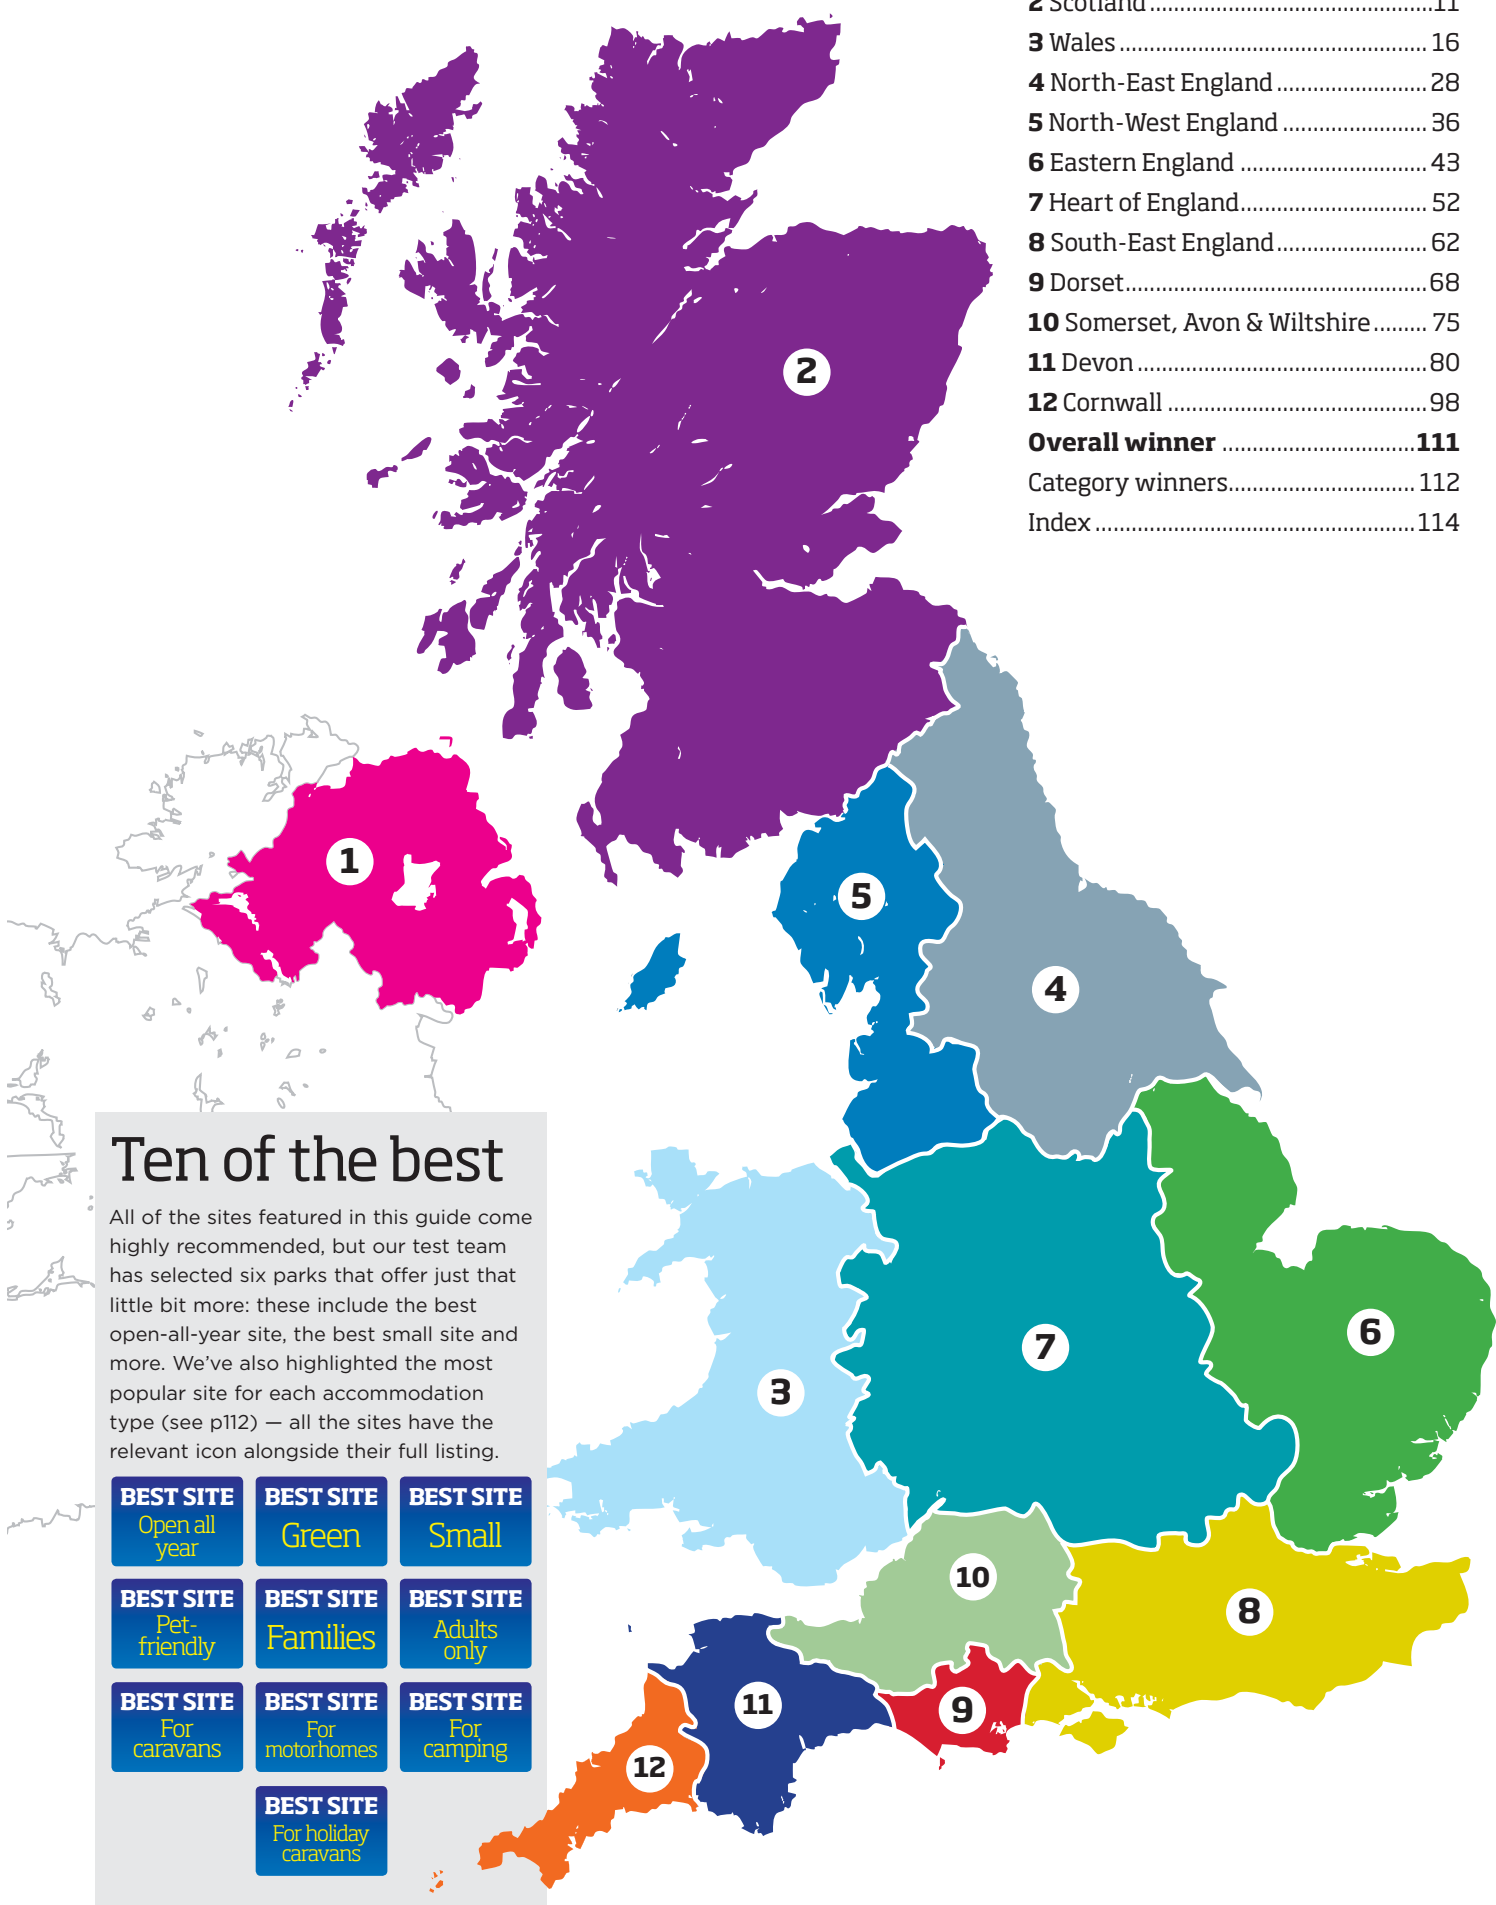 2 Scotland ................................................11
3 Wales .................................................... 16
4 North-East England ......................... 28
5 North-West England ........................ 36
6 Eastern England ............................... 43
7 Heart of England............................... 52
8 South-East England......................... 62
9 Dorset................................................... 68
10 Somerset, Avon & Wiltshire......... 75
11 Devon ................................................ 80
12 Cornwall ........................................... 98
Overall winner ................................111
Category winners............................... 112
Index ..................................................... 114
2
1
5
4
3
7
6
10
8
11
9
12
Ten of the best
All of the sites featured in this guide come
highly recommended, but our test team
has selected six parks that offer just that
little bit more: these include the best
open-all-year site, the best small site and
more. We've also highlighted the most
popular site for each accommodation
type (see p112) — all the sites have the
relevant icon alongside their full listing.
BEST SITE
Open all
year
BEST SITE
Green
BEST SITE
Small
BEST SITE
Pet-
friendly
BEST SITE
Families
BEST SITE
Adults
only
BEST SITE
For
caravans
BEST SITE
For
motorhomes
BEST SITE
For
camping
BEST SITE
For holiday
caravans